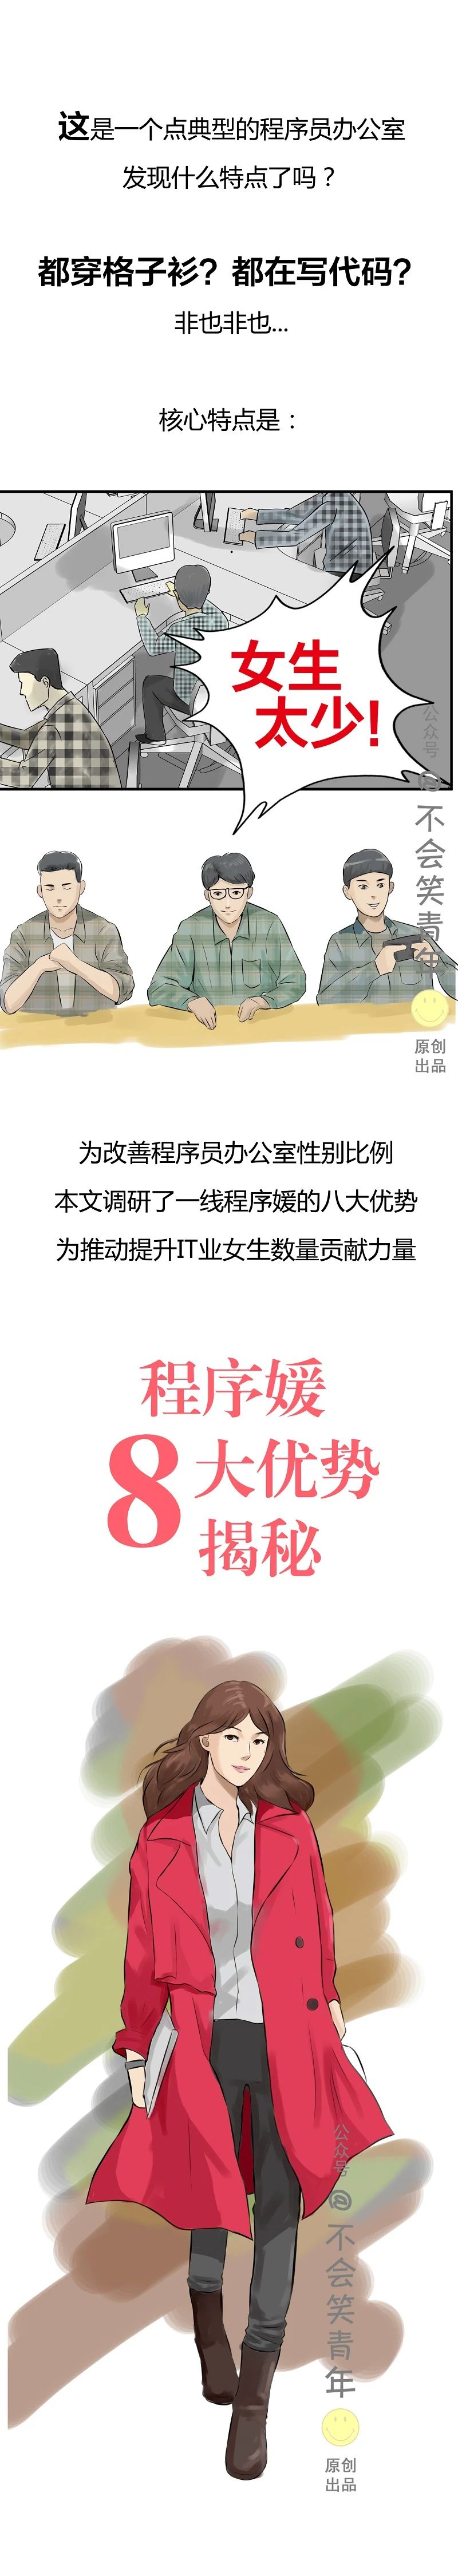 这是一个点典型的程序员办公室
发现什么特点了吗？
都穿格子衫？都在写代码？
非也非也...
核心特点是：
女生
太少！
公众号
@不会笑青年
原创
出品
为改善程序员办公室性别比例
本文调研了一线程序媛的八大优势
为推动提升IT业女生数量贡献力量
程序媛
8大优势
揭秘
公众号
@不会笑青年
原创
出品